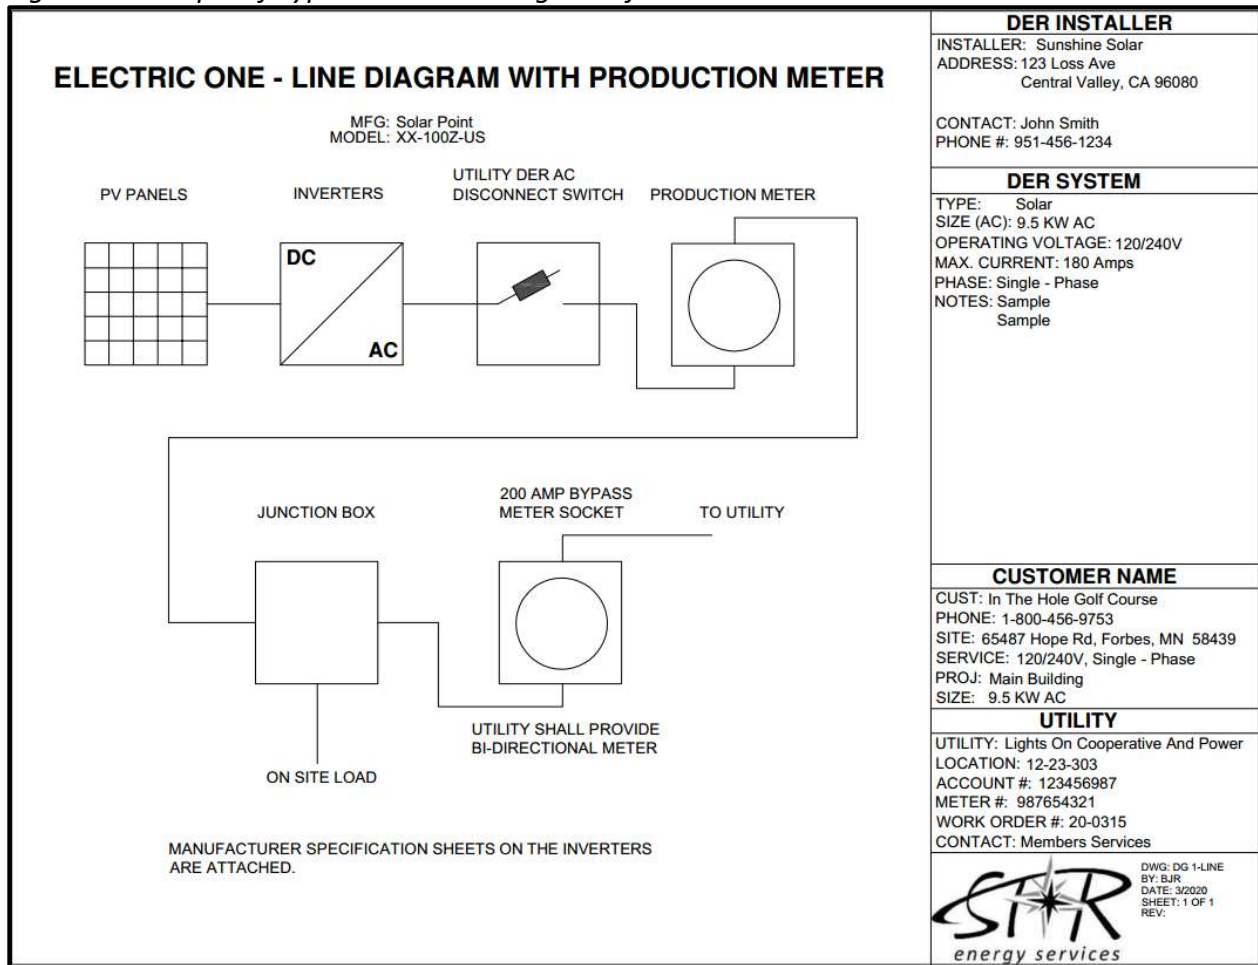 ELECTRIC ONE - LINE DIAGRAM WITH PRODUCTION METER
MFG: Solar Point
MODEL: XX-100Z-US
PV PANELS
INVERTERS
UTILITY DER AC
DISCONNECT SWITCH
PRODUCTION METER
DC
AC
JUNCTION BOX
200 AMP BYPASS
METER SOCKET
TO UTILITY
UTILITY SHALL PROVIDE
BI-DIRECTIONAL METER
ON SITE LOAD
MANUFACTURER SPECIFICATION SHEETS ON THE INVERTERS
ARE ATTACHED.
DER INSTALLER
INSTALLER: Sunshine Solar
ADDRESS: 123 Loss Ave
Central Valley, CA 96080
CONTACT: John Smith
PHONE #: 951-456-1234
DER SYSTEM
TYPE: Solar
SIZE (AC): 9.5 KW AC
OPERATING VOLTAGE: 120/240V
MAX. CURRENT: 180 Amps
PHASE: Single - Phase
NOTES: Sample
Sample
CUSTOMER NAME
CUST: In The Hole Golf Course
PHONE: 1-800-456-9753
SITE: 65487 Hope Rd, Forbes, MN 58439
SERVICE: 120/240V, Single - Phase
PROJ: Main Building
SIZE: 9.5 KW AC
UTILITY
UTILITY: Lights On Cooperative And Power
LOCATION: 12-23-303
ACCOUNT #: 123456987
METER #: 987654321
WORK ORDER #: 20-0315
CONTACT: Members Services
STAR
energy services
DWG: DG 1-LINE
BY: BJR
DATE: 3/2020
SHEET: 1 OF 1
REV: